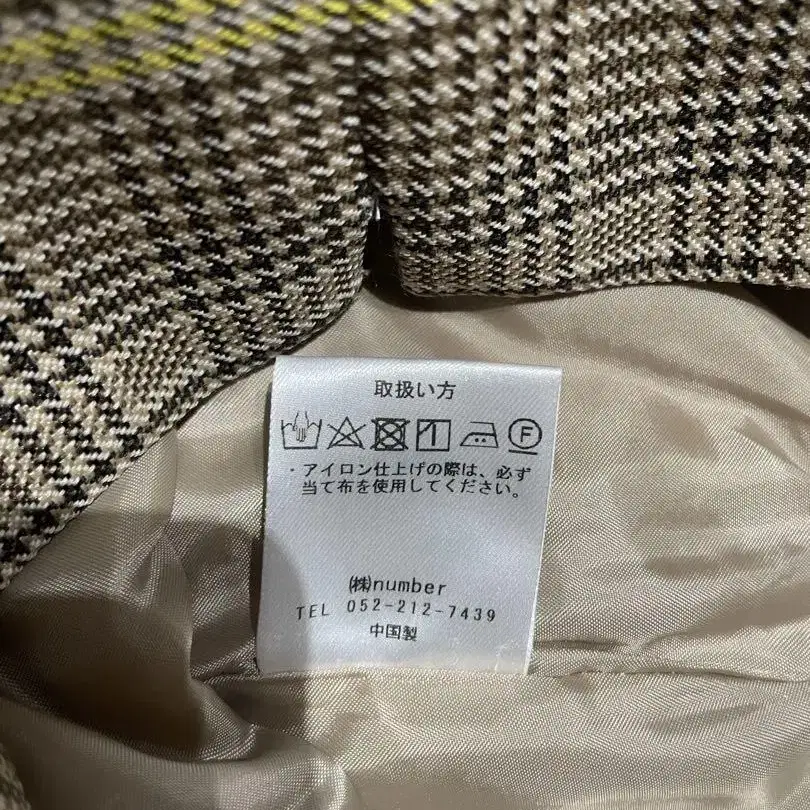 取扱い方
F
・アイロン仕上げの際は、必ず
当て布を使用してください。
㈱number
TEL 052-212-7439
中国製